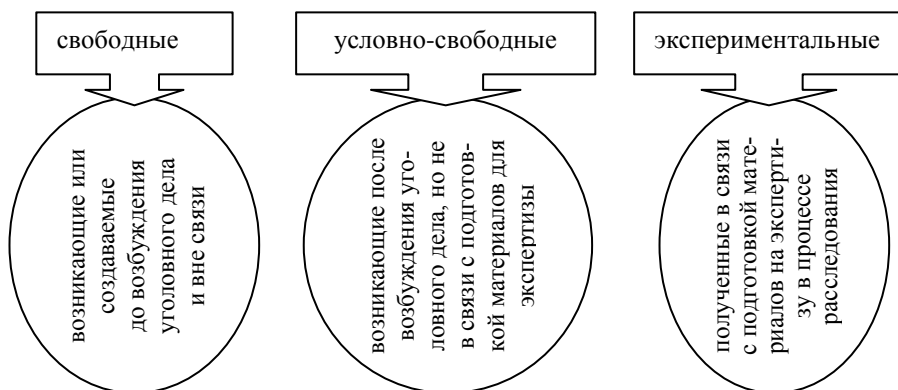 свободные
условно-свободные
экспериментальные
возникающие или
создаваемые
до возбуждения
уголовного дела
и вне связи
возникающие после
возбуждения уго-
ловного дела, но не
в связи с подготов-
кой материалов для
экспертизы
полученные в связи
с подготовкой мате-
риалов на эксперти-
зу в процессе
расследования